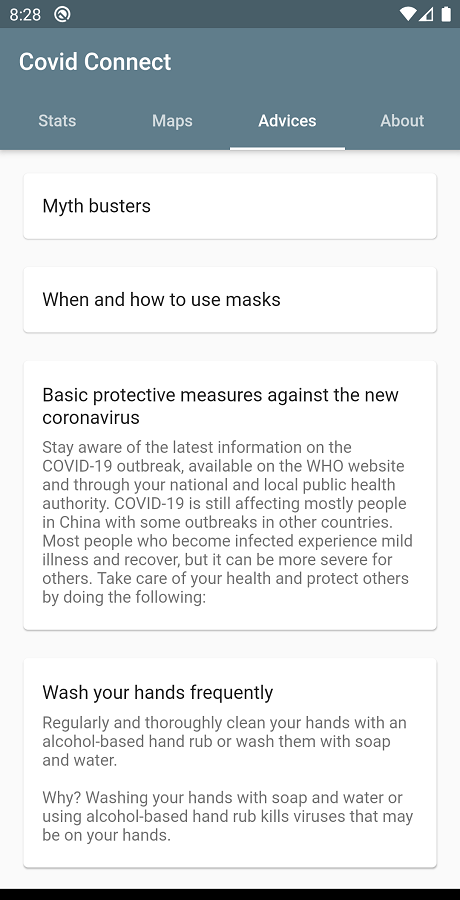 8:28
Covid Connect
Stats Maps Advices About
Myth busters
When and how to use masks
Basic protective measures against the new
coronavirus
Stay aware of the latest information on the
COVID-19 outbreak, available on the WHO website
and through your national and local public health
authority. COVID-19 is still affecting mostly people
in China with some outbreaks in other countries.
Most people who become infected experience mild
illness and recover, but it can be more severe for
others. Take care of your health and protect others
by doing the following:
Wash your hands frequently
Regularly and thoroughly clean your hands with an
alcohol-based hand rub or wash them with soap
and water.
Why? Washing your hands with soap and water or
using alcohol-based hand rub kills viruses that may
be on your hands.